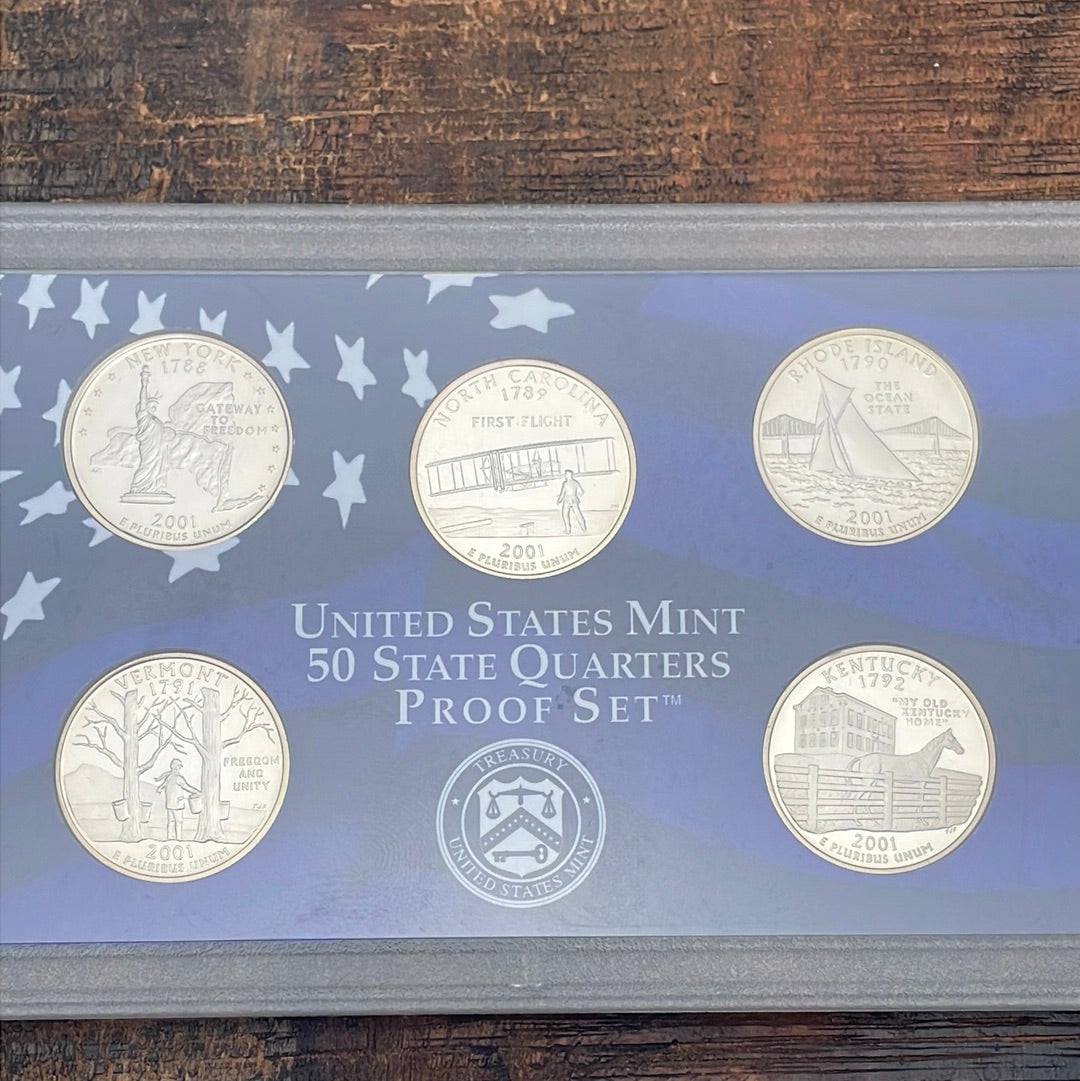 NEW YORK
1788
GATEWAY
TO
FREEDOM
2001
E PLURIBUS UNUM
NORTH CAROLINA
1789
FIRST FLIGHT
2001
E PLURIBUS UNUM
RHODE ISLAND
1790
THE
OCEAN
STATE
2001
E PLURIBUS UNUM
UNITED STATES MINT
50 STATE QUARTERS
PROOF SET™
VERMONT
1791
FREEDOM
AND
UNITY
2001
E PLURIBUS UNUM
TREASURY
UNITED STATES MINT
KENTUCKY
1792
"MY OLD
KENTUCKY
HOME"
2001
E PLURIBUS UNUM